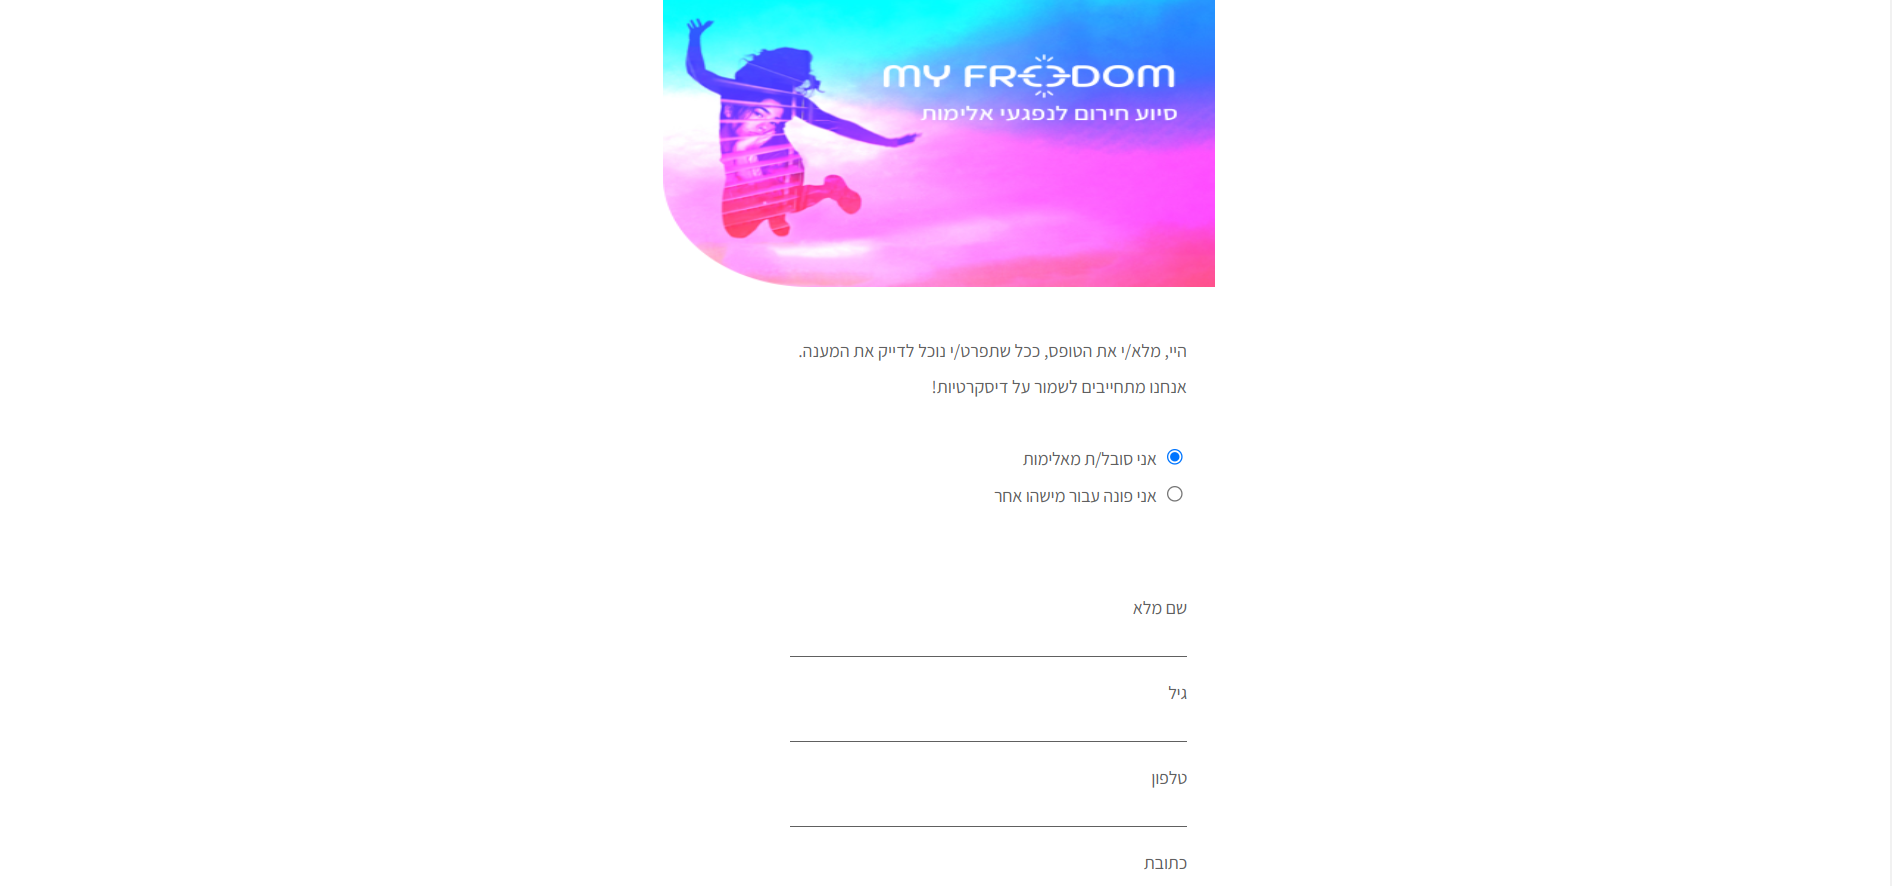 MY FREEDOM
סיוע חירום לנפגעי אלימות
היי, מלא/י את הטופס, ככל שתפרט/י נוכל לדייק את המענה.
אנחנו מתחייבים לשמור על דיסקרטיות!
אני סובל/ת מאלימות
אני פונה עבור מישהו אחר
שם מלא
גיל
טלפון
כתובת